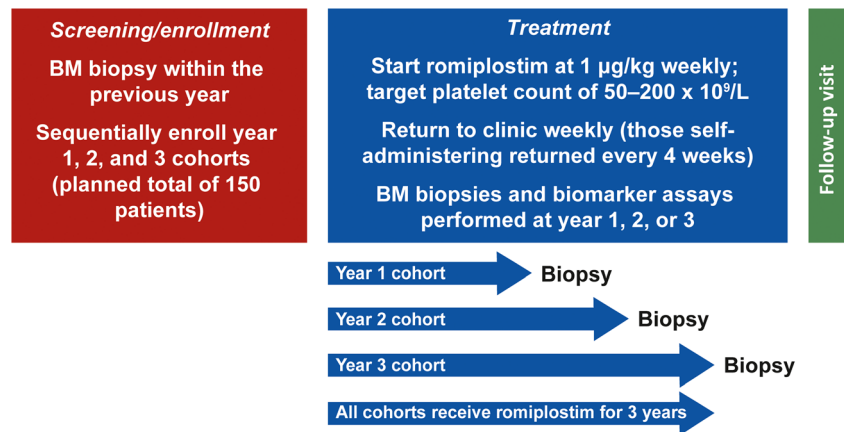 Screening/enrollment
BM biopsy within the
previous year
Sequentially enroll year
1, 2, and 3 cohorts
(planned total of 150
patients)
Treatment
Start romiplostim at 1 µg/kg weekly;
target platelet count of 50–200 x 10⁹/L
Return to clinic weekly (those self-
administering returned every 4 weeks)
BM biopsies and biomarker assays
performed at year 1, 2, or 3
Follow-up visit
Year 1 cohort
Biopsy
Year 2 cohort
Biopsy
Year 3 cohort
Biopsy
All cohorts receive romiplostim for 3 years